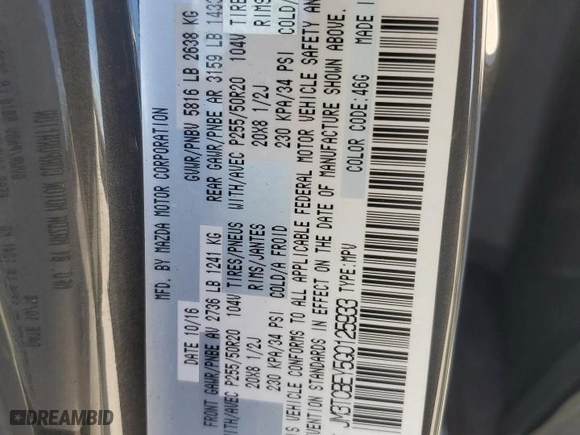 MFD. BY MAZDA MOTOR CORPORATION
10/16 GVWR/PNBV 5816 LB 2638 KG
FRONT GAWR/PNBE AV 2736 LB 1241 KG REAR GAWR/PNBE AR 3159 LB 1433
WITH/AVEC P255/50R20 104V TIRES/PNEUS WITH/AVEC P255/50R20 104V TIRES
20X8 1/2J RIMS/JANTES 20X8 1/2J RIMS
230 KPA/34 PSI COLD/A FROID 230 KPA/34 PSI COLD/
VEHICLE CONFORMS TO ALL APPLICABLE FEDERAL MOTOR VEHICLE SAFETY AN
STANDARDS IN EFFECT ON THE DATE OF MANUFACTURE SHOWN ABOVE.
TYPE:MPV COLOR CODE:46G MADE I
DREAMBID